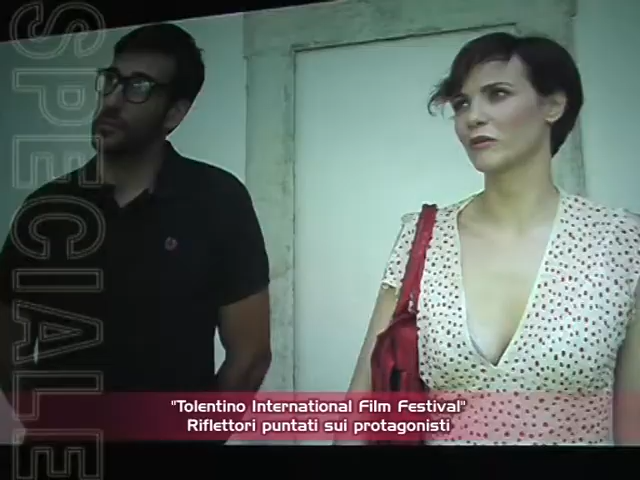 SPECIALE
"Tolentino International Film Festival"
Riflettori puntati sui protagonisti